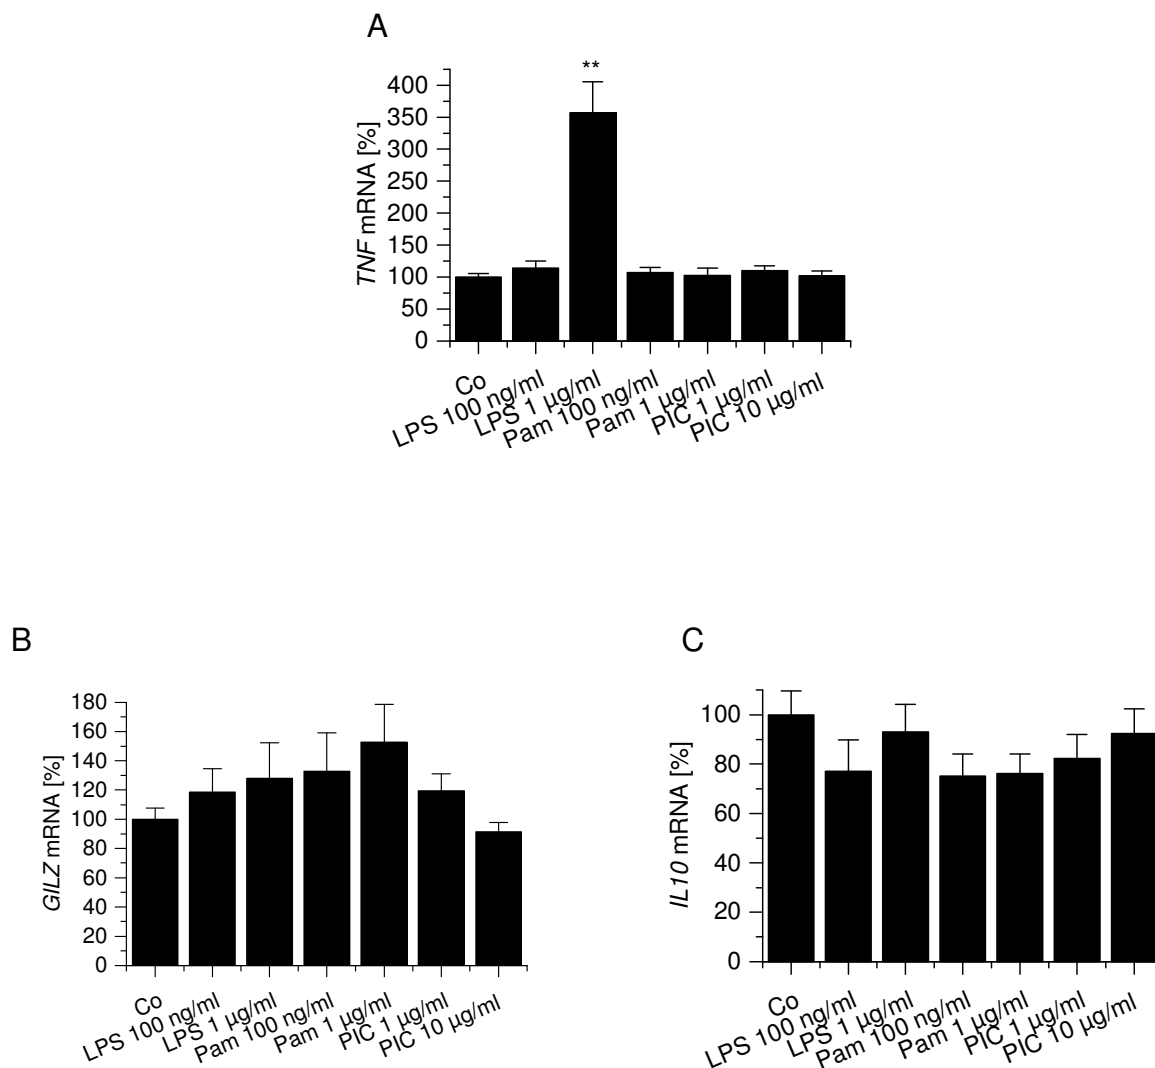 A
**
400
350
300
250
200
150
100
50
0
TNF mRNA [%]
Co
LPS 100 ng/ml
LPS 1 µg/ml
Pam 100 ng/ml
Pam 1 µg/ml
PIC 1 µg/ml
PIC 10 µg/ml
B
180
160
140
120
100
80
60
40
20
0
GILZ mRNA [%]
Co
LPS 100 ng/ml
LPS 1 µg/ml
Pam 100 ng/ml
Pam 1 µg/ml
PIC 1 µg/ml
PIC 10 µg/ml
C
100
80
60
40
20
0
IL10 mRNA [%]
Co
LPS 100 ng/ml
LPS 1 µg/ml
Pam 100 ng/ml
Pam 1 µg/ml
PIC 1 µg/ml
PIC 10 µg/ml